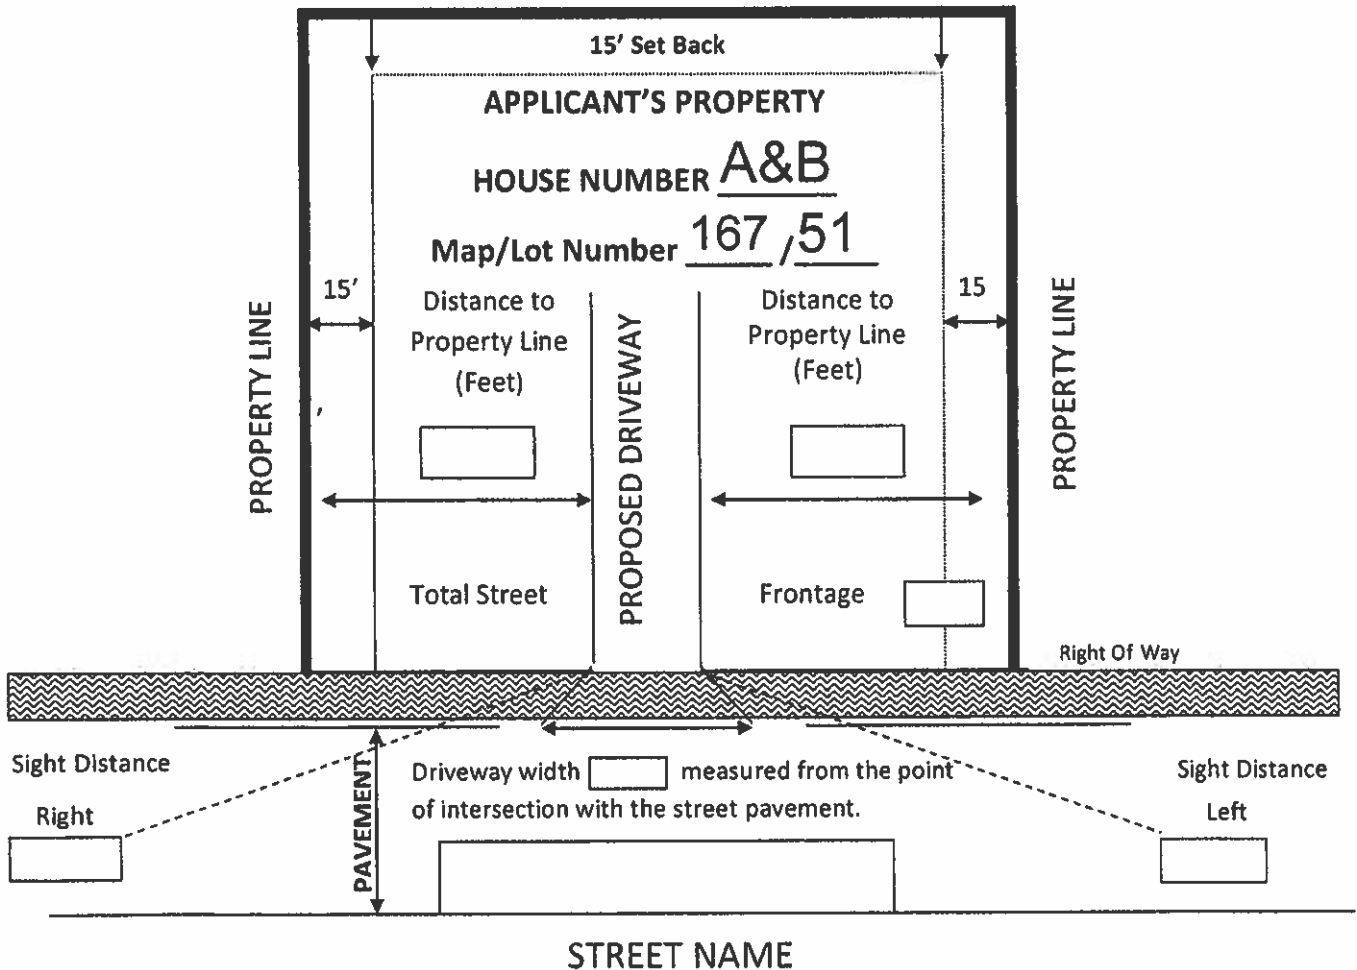 15' Set Back
APPLICANT'S PROPERTY
HOUSE NUMBER A&B
Map/Lot Number 167 / 51
15'
Distance to
Property Line
(Feet)
PROPOSED DRIVEWAY
Distance to
Property Line
(Feet)
15
PROPERTY LINE
PROPERTY LINE
Total Street
Frontage
Right Of Way
Sight Distance
Right
PAVEMENT
Driveway width measured from the point
of intersection with the street pavement.
Sight Distance
Left
STREET NAME